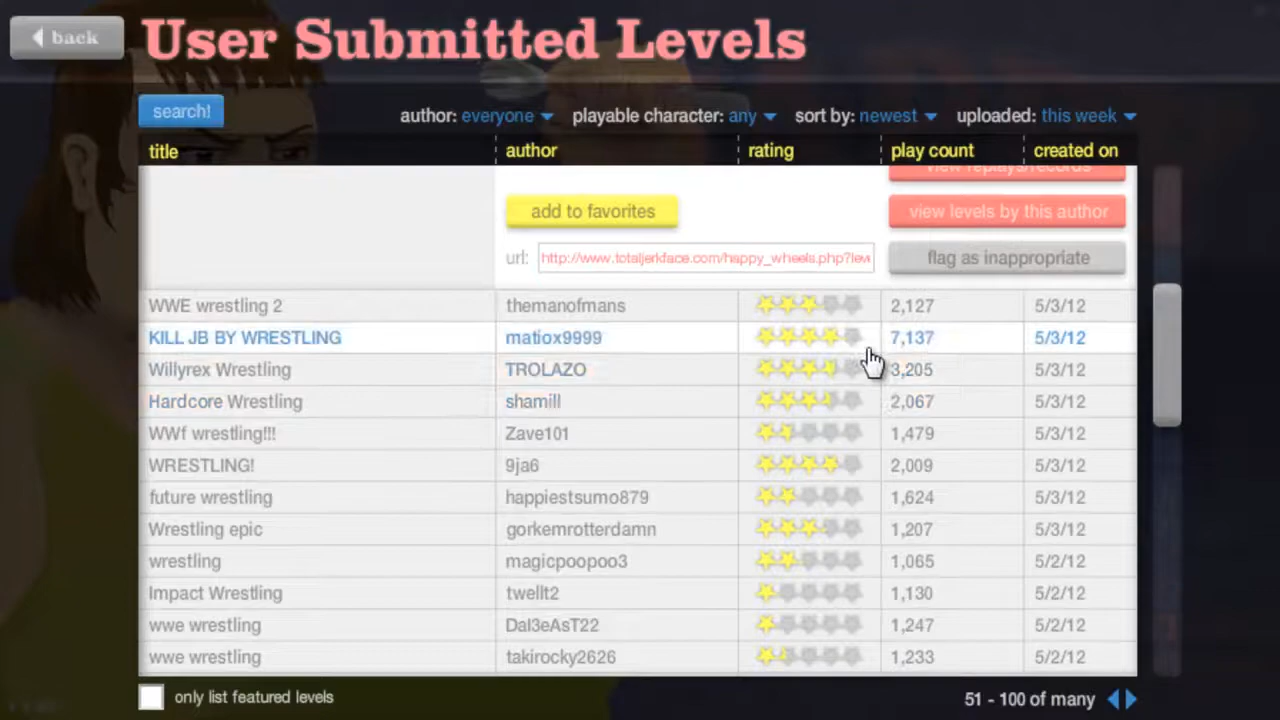 back
User Submitted Levels
search!
author: everyone playable character: any sort by: newest uploaded: this week
title author rating play count created on
view replays/records
add to favorites view levels by this author
url: http://www.totaljerkface.com/happy_wheels.php?lev flag as inappropriate
WWE wrestling 2 themanofmans 2,127 5/3/12
KILL JB BY WRESTLING matiox9999 7,137 5/3/12
Willyrex Wrestling TROLAZO 3,205 5/3/12
Hardcore Wrestling shamill 2,067 5/3/12
WWf wrestling!!! Zave101 1,479 5/3/12
WRESTLING! 9ja6 2,009 5/3/12
future wrestling happiestsumo879 1,624 5/3/12
Wrestling epic gorkemrotterdamn 1,207 5/3/12
wrestling magicpoopoo3 1,065 5/2/12
Impact Wrestling twellt2 1,130 5/2/12
wwe wrestling Dal3eAsT22 1,247 5/2/12
wwe wrestling takirocky2626 1,233 5/2/12
only list featured levels 51 - 100 of many